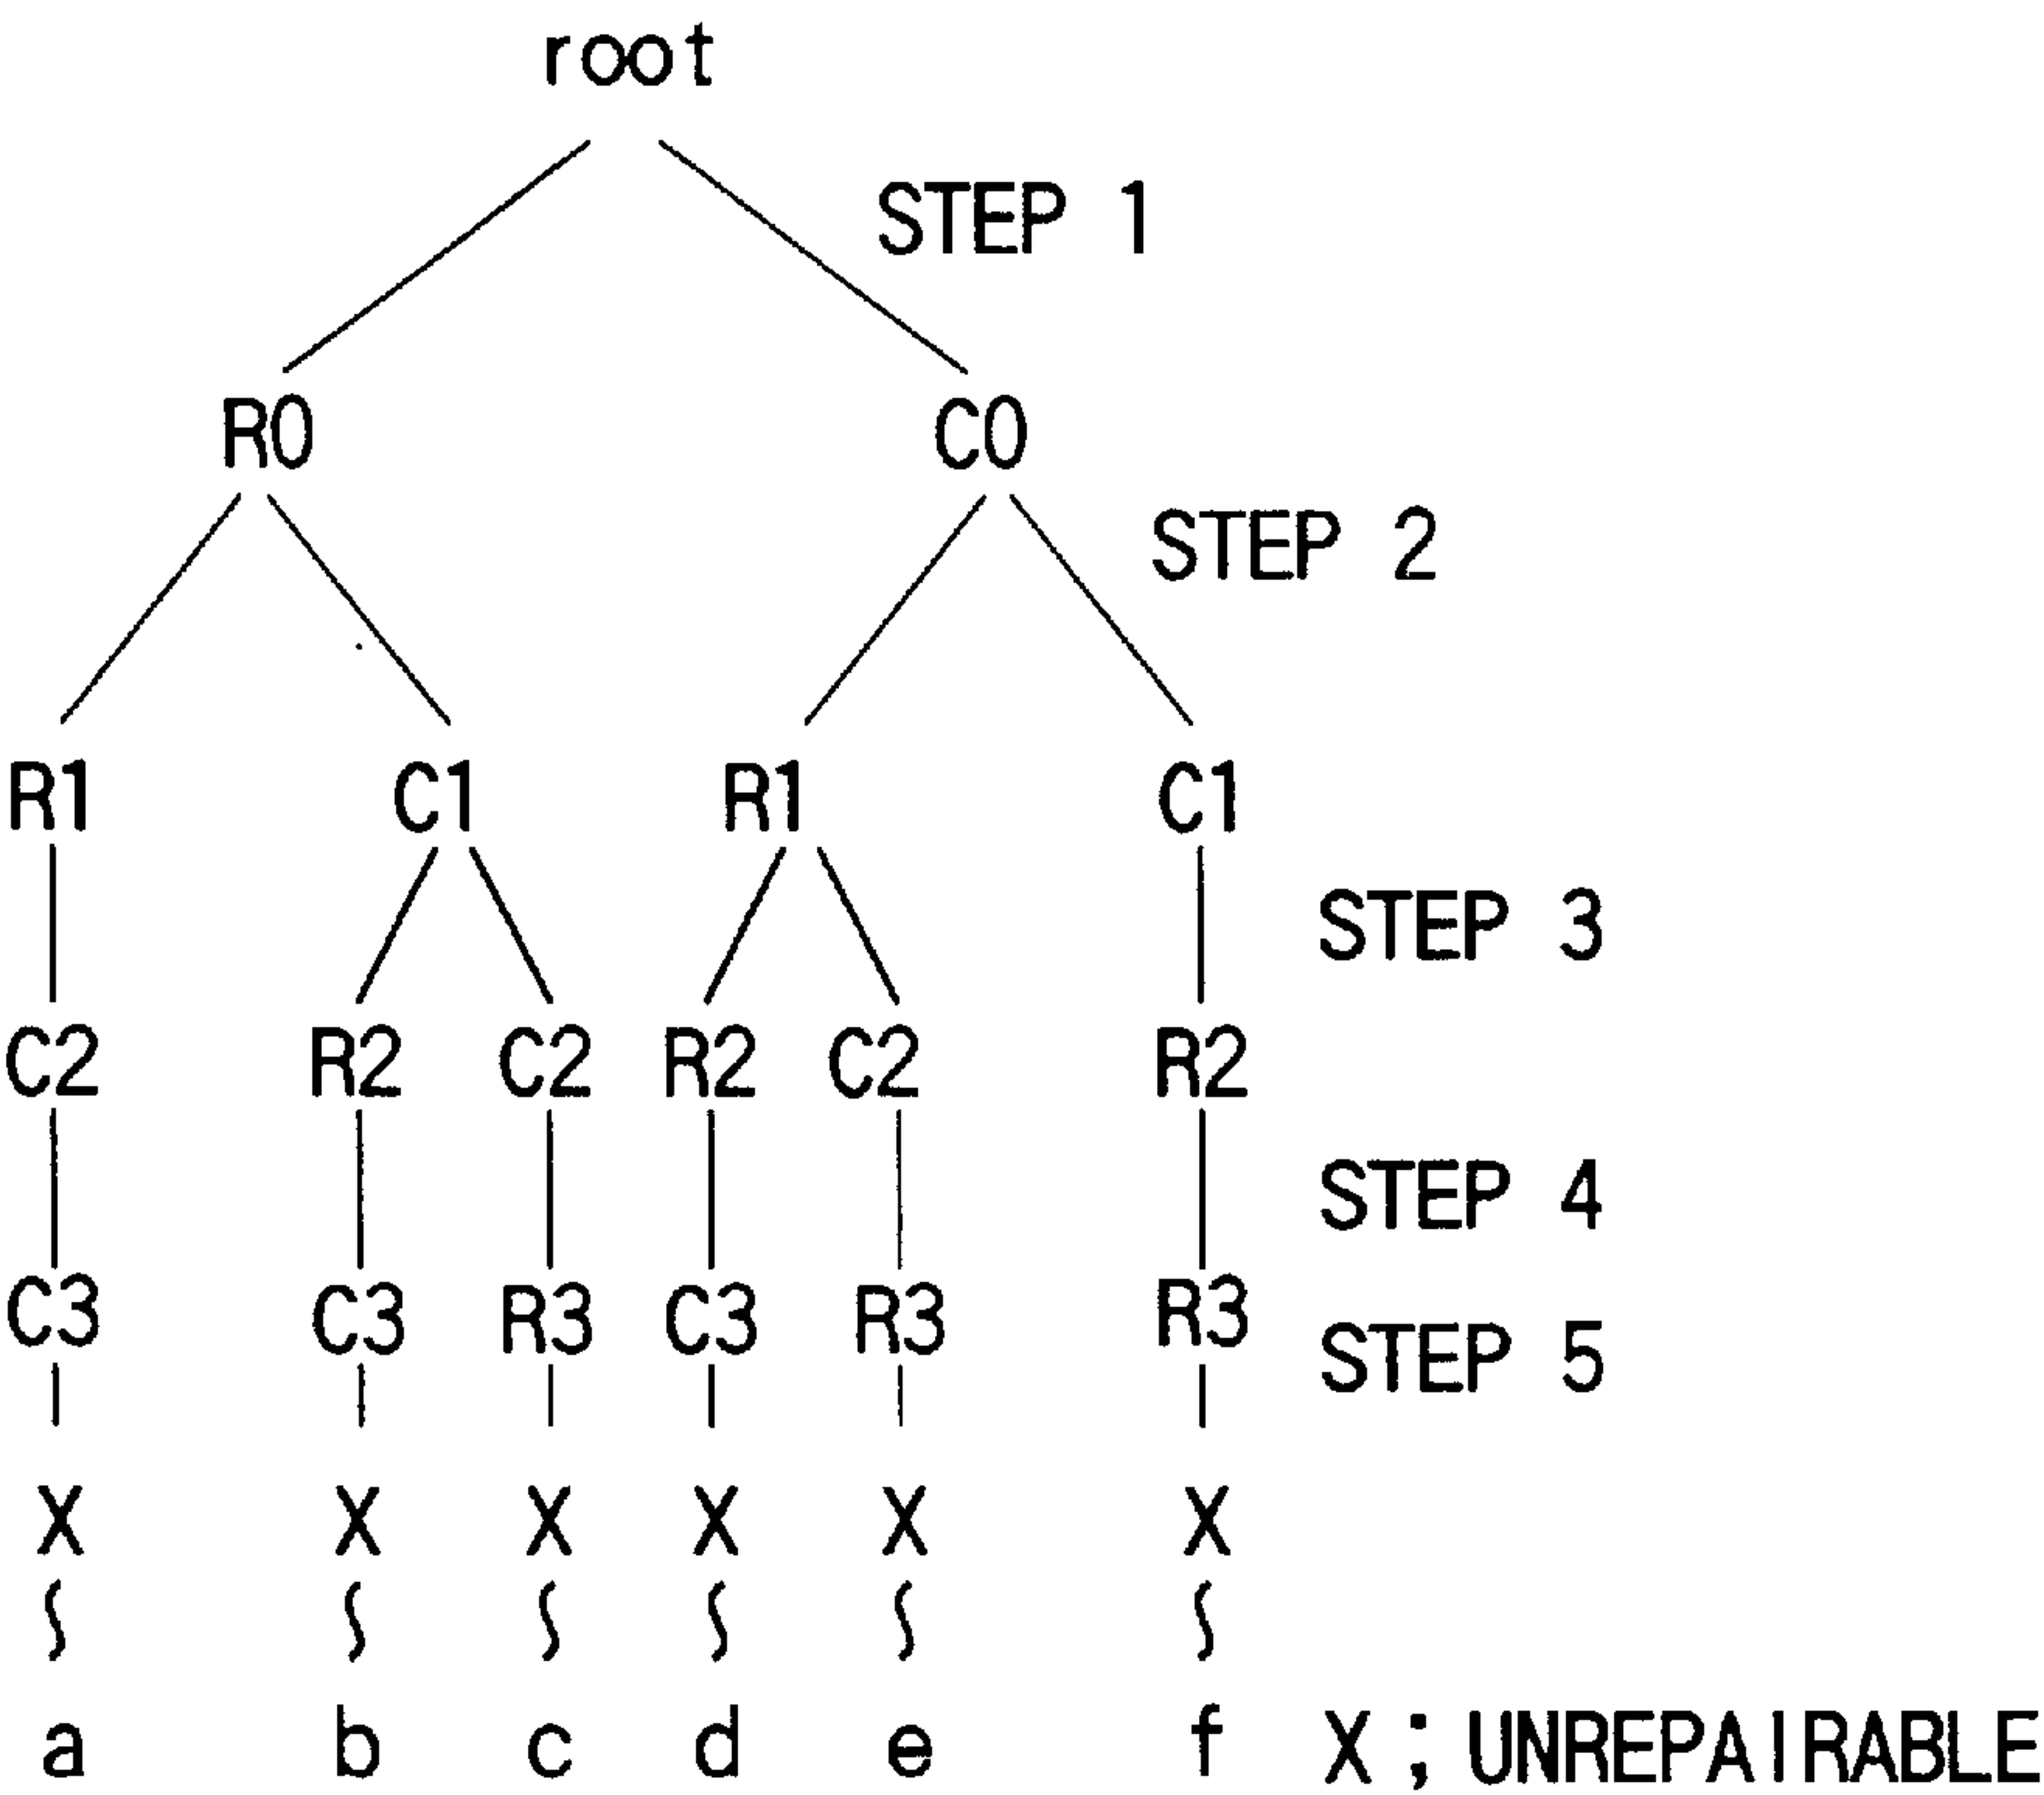 root
STEP 1
R0 C0
STEP 2
R1 C1 R1 C1
STEP 3
C2 R2 C2 R2 C2 R2
STEP 4
C3 C3 R3 C3 R3 R3
STEP 5
X X X X X X
a b c d e f X ; UNREPAIRABLE